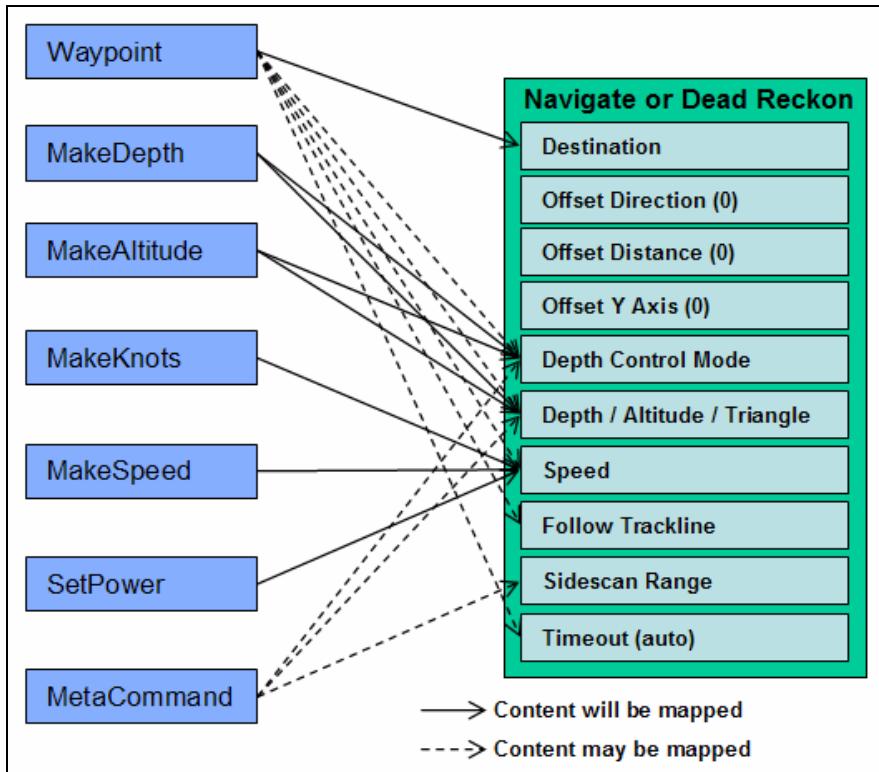 Waypoint
MakeDepth
MakeAltitude
MakeKnots
MakeSpeed
SetPower
MetaCommand
Navigate or Dead Reckon
Destination
Offset Direction (0)
Offset Distance (0)
Offset Y Axis (0)
Depth Control Mode
Depth / Altitude / Triangle
Speed
Follow Trackline
Sidescan Range
Timeout (auto)
Content will be mapped
Content may be mapped